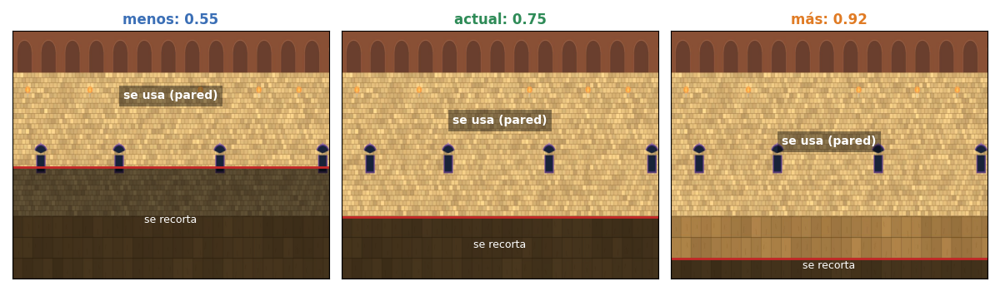 menos: 0.55
se usa (pared)
se recorta
actual: 0.75
se usa (pared)
se recorta
más: 0.92
se usa (pared)
se recorta